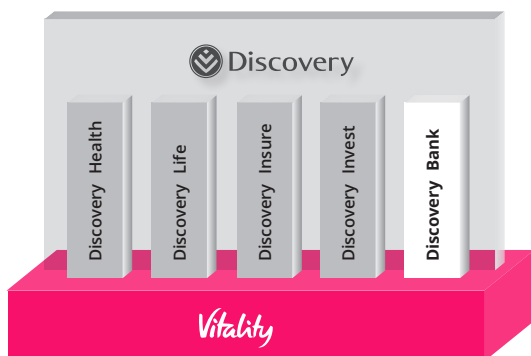 Discovery
Discovery Health
Discovery Life
Discovery Insure
Discovery Invest
Discovery Bank
Vitality